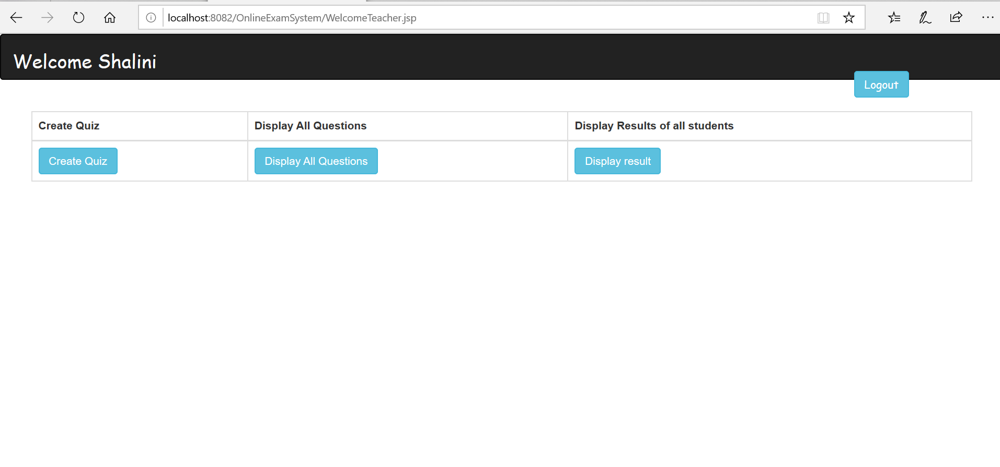 localhost:8082/OnlineExamSystem/WelcomeTeacher.jsp
Welcome Shalini
Logout
Create Quiz
Display All Questions
Display Results of all students
Create Quiz
Display All Questions
Display result